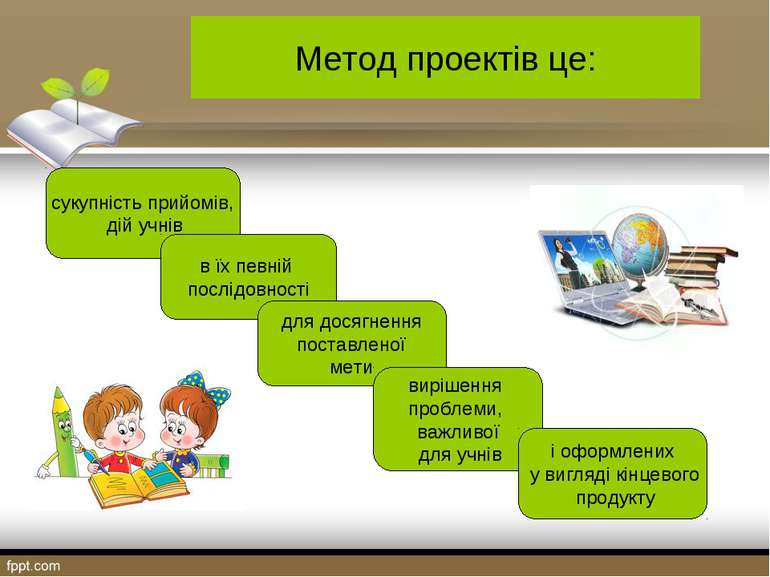 Метод проектів це:
сукупність прийомів,
дій учнів
в їх певній
послідовності
для досягнення
поставленої
мети
вирішення
проблеми,
важливої
для учнів
і оформлених
у вигляді кінцевого
продукту
fppt.com